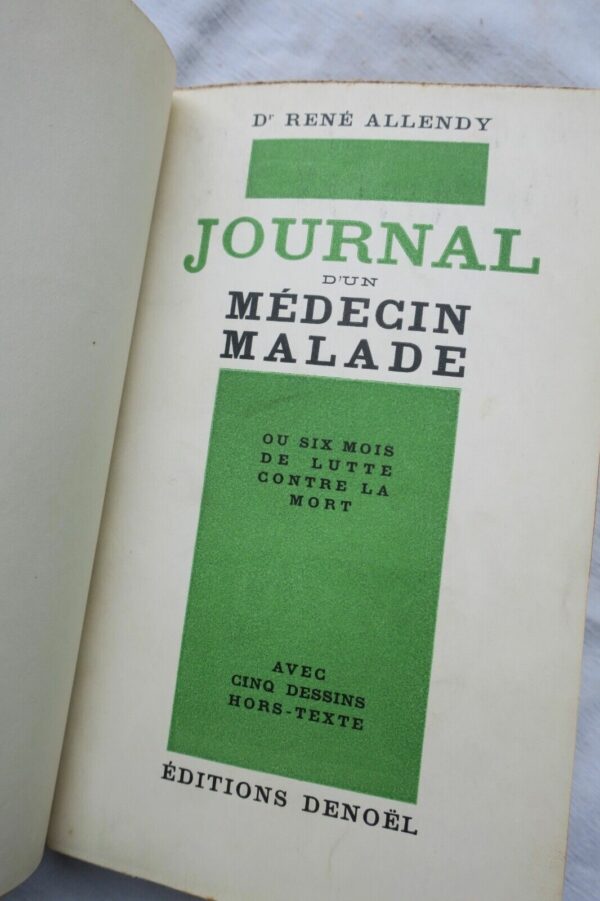 Dr RENÉ ALLENDY
JOURNAL
D'UN
MÉDECIN
MALADE
OU SIX MOIS
DE LUTTE
CONTRE LA
MORT
AVEC
CINQ DESSINS
HORS-TEXTE
ÉDITIONS DENOËL